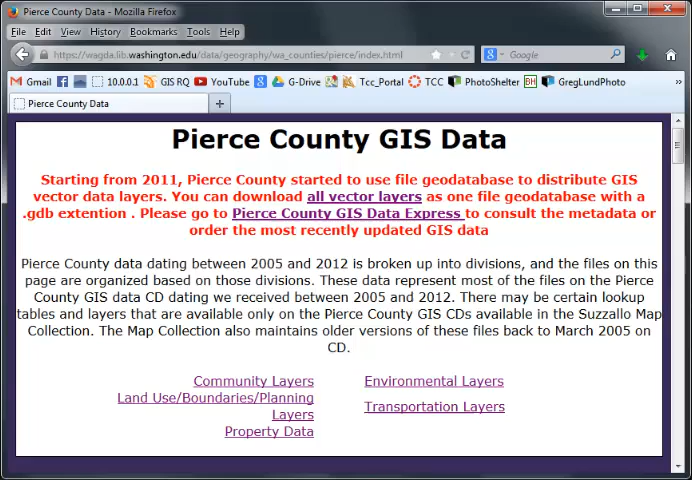 Pierce County Data - Mozilla Firefox
File Edit View History Bookmarks Tools Help
https://wagda.lib.washington.edu/data/geography/wa_counties/pierce/index.html
Google
Gmail 10.0.0.1 GIS RQ YouTube G-Drive Tcc_Portal TCC PhotoShelter BH GregLundPhoto »
Pierce County Data
Pierce County GIS Data
Starting from 2011, Pierce County started to use file geodatabase to distribute GIS
vector data layers. You can download all vector layers as one file geodatabase with a
.gdb extention . Please go to Pierce County GIS Data Express to consult the metadata or
order the most recently updated GIS data
Pierce County data dating between 2005 and 2012 is broken up into divisions, and the files on this
page are organized based on those divisions. These data represent most of the files on the Pierce
County GIS data CD dating we received between 2005 and 2012. There may be certain lookup
tables and layers that are available only on the Pierce County GIS CDs available in the Suzzallo Map
Collection. The Map Collection also maintains older versions of these files back to March 2005 on
CD.
Community Layers
Land Use/Boundaries/Planning
Layers
Property Data
Environmental Layers
Transportation Layers